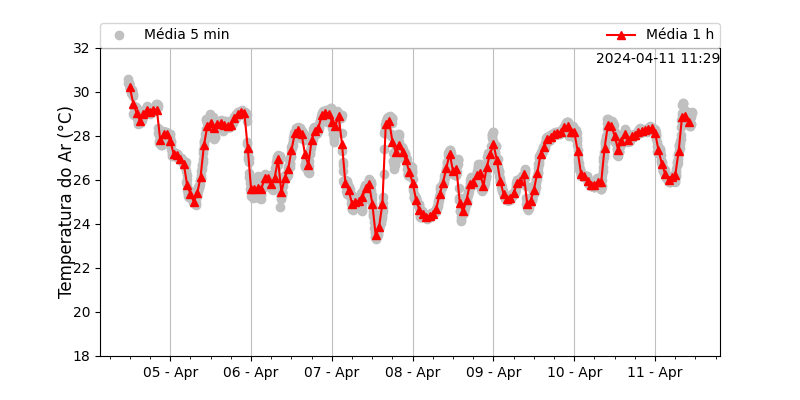 Média 5 min
Média 1 h
2024-04-11 11:29
Temperatura do Ar (°C)
32
30
28
26
24
22
20
18
05 - Apr
06 - Apr
07 - Apr
08 - Apr
09 - Apr
10 - Apr
11 - Apr